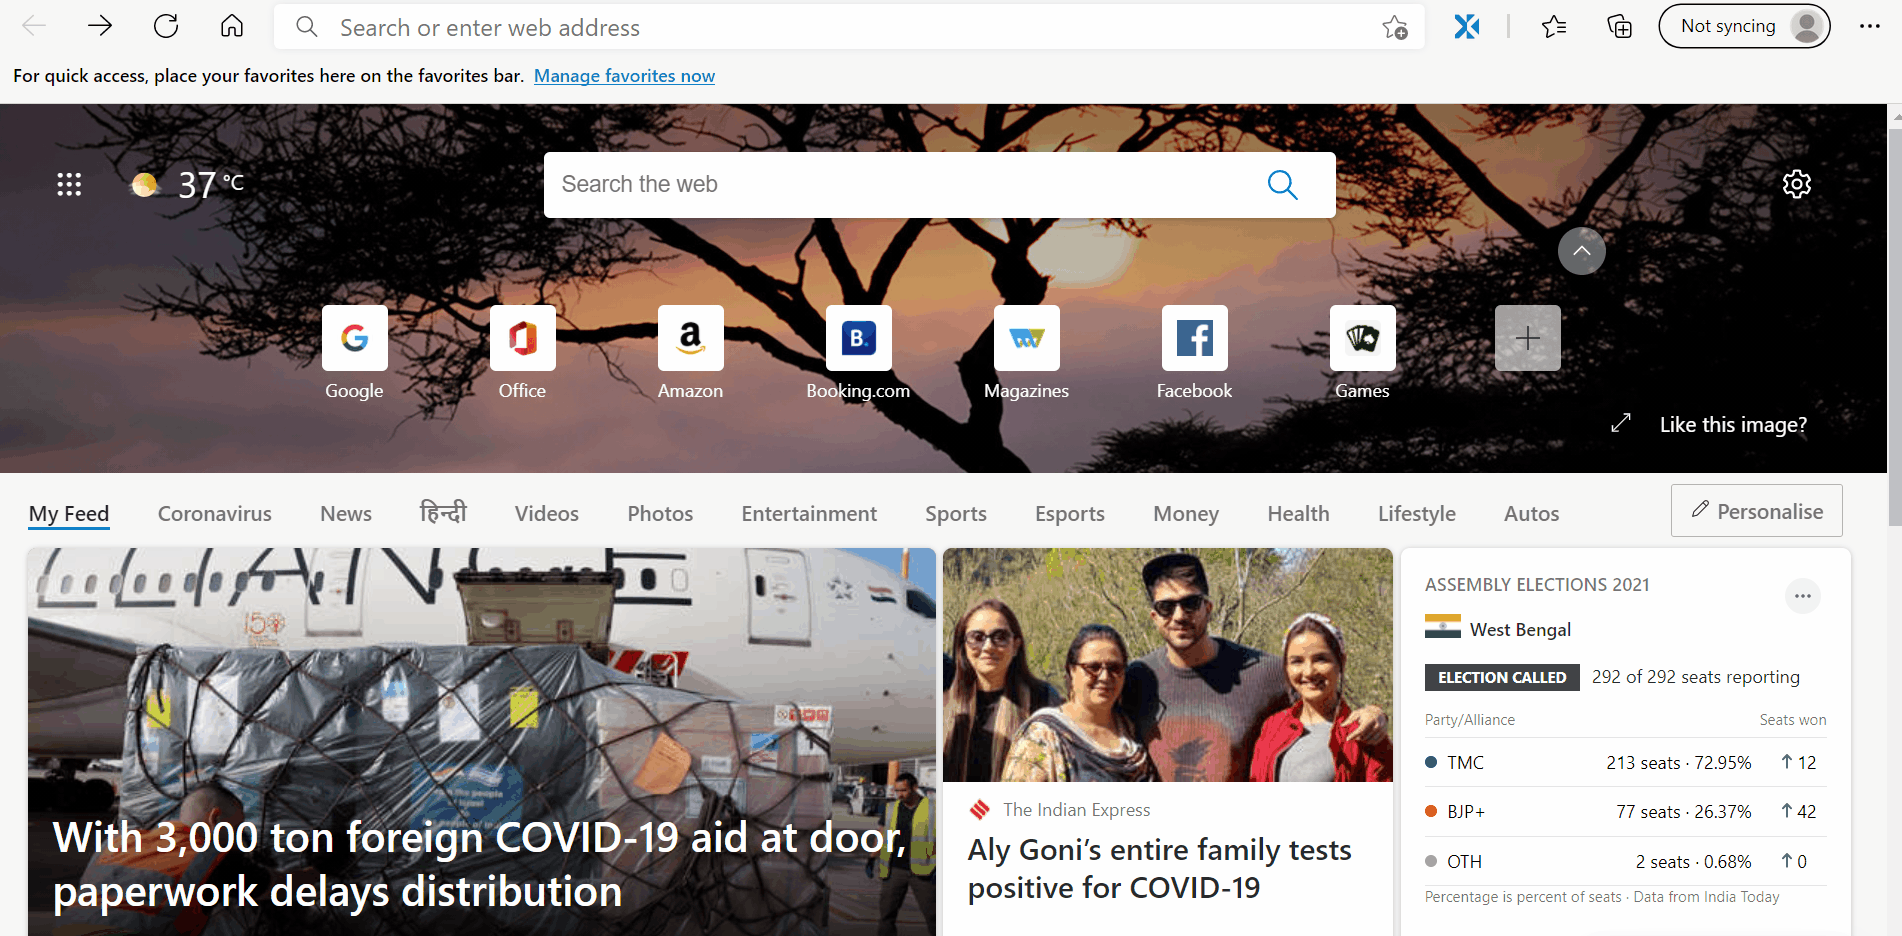 Search or enter web address
Not syncing
For quick access, place your favorites here on the favorites bar. Manage favorites now
37 °C
Search the web
Google
Office
Amazon
Booking.com
Magazines
Facebook
Games
Like this image?
My Feed Coronavirus News हिन्दी Videos Photos Entertainment Sports Esports Money Health Lifestyle Autos
Personalise
With 3,000 ton foreign COVID-19 aid at door,
paperwork delays distribution
The Indian Express
Aly Goni’s entire family tests
positive for COVID-19
ASSEMBLY ELECTIONS 2021
West Bengal
ELECTION CALLED 292 of 292 seats reporting
Party/Alliance Seats won
TMC 213 seats · 72.95% ↑ 12
BJP+ 77 seats · 26.37% ↑ 42
OTH 2 seats · 0.68% ↑ 0
Percentage is percent of seats · Data from India Today